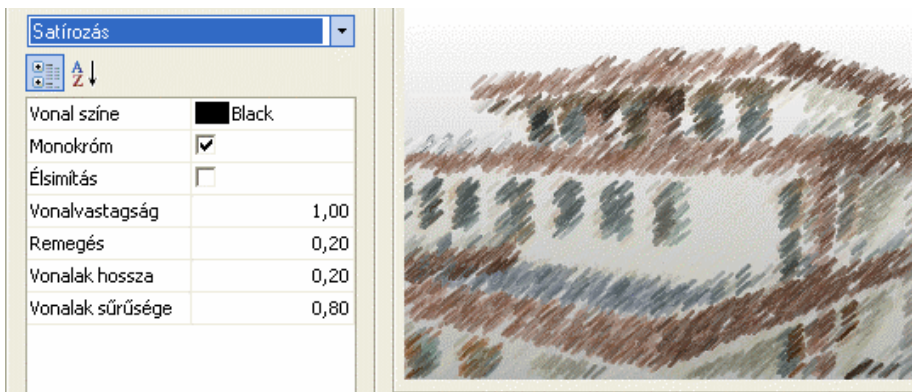 Satírozás
A
Z
Vonal színe Black
Monokróm
Élsimítás
Vonalvastagság 1,00
Remegés 0,20
Vonalak hossza 0,20
Vonalak sűrűsége 0,80